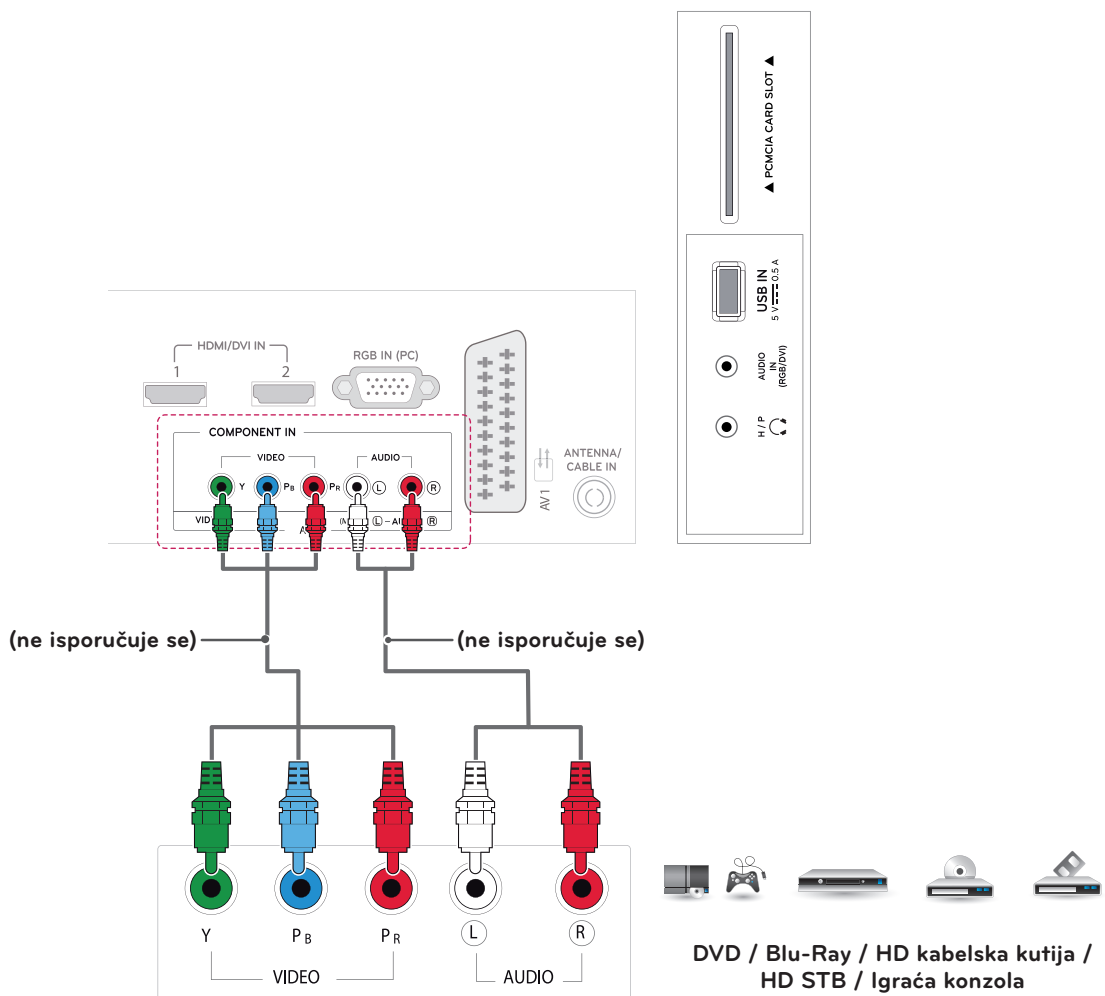 ▲ PCMCIA CARD SLOT ▲
USB IN
5 V 0.5 A
AUDIO
IN
(RGB/DVI)
H / P
HDMI/DVI IN
1 2
RGB IN (PC)
COMPONENT IN
VIDEO AUDIO
Y PB PR L R
VID
L - AU R
AV1
ANTENNA/
CABLE IN
(ne isporučuje se)
(ne isporučuje se)
Y PB PR L R
VIDEO AUDIO
DVD / Blu-Ray / HD kabelska kutija /
HD STB / Igraća konzola